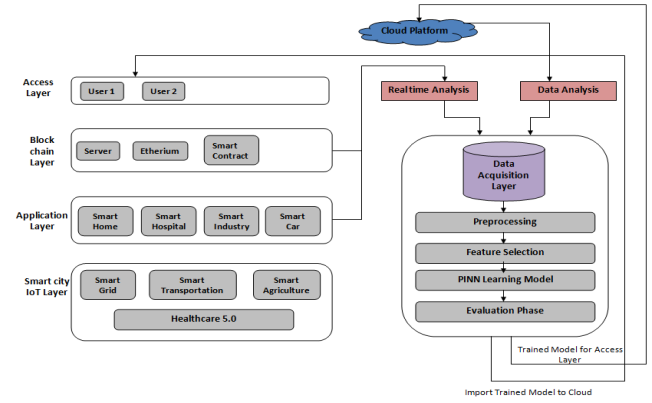 Cloud Platform
Access
Layer
User 1
User 2
Realtime Analysis
Data Analysis
Block
chain
Layer
Server
Etherium
Smart
Contract
Data
Acquisition
Layer
Application
Layer
Smart
Home
Smart
Hospital
Smart
Industry
Smart
Car
Preprocessing
Feature Selection
PINN Learning Model
Evaluation Phase
Smart city
IoT Layer
Smart
Grid
Smart
Transportation
Smart
Agriculture
Healthcare 5.0
Trained Model for Access
Layer
Import Trained Model to Cloud